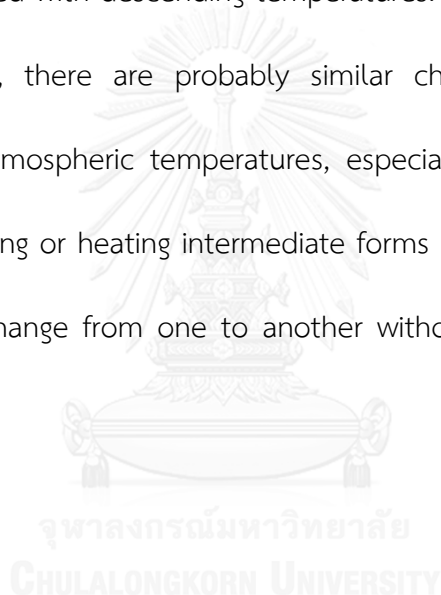 ed with descending temperatures.
, there are probably similar ch
mospheric temperatures, especia
ing or heating intermediate forms
hange from one to another witho
จุฬาลงกรณ์มหาวิทยาลัย
CHULALONGKORN UNIVERSITY